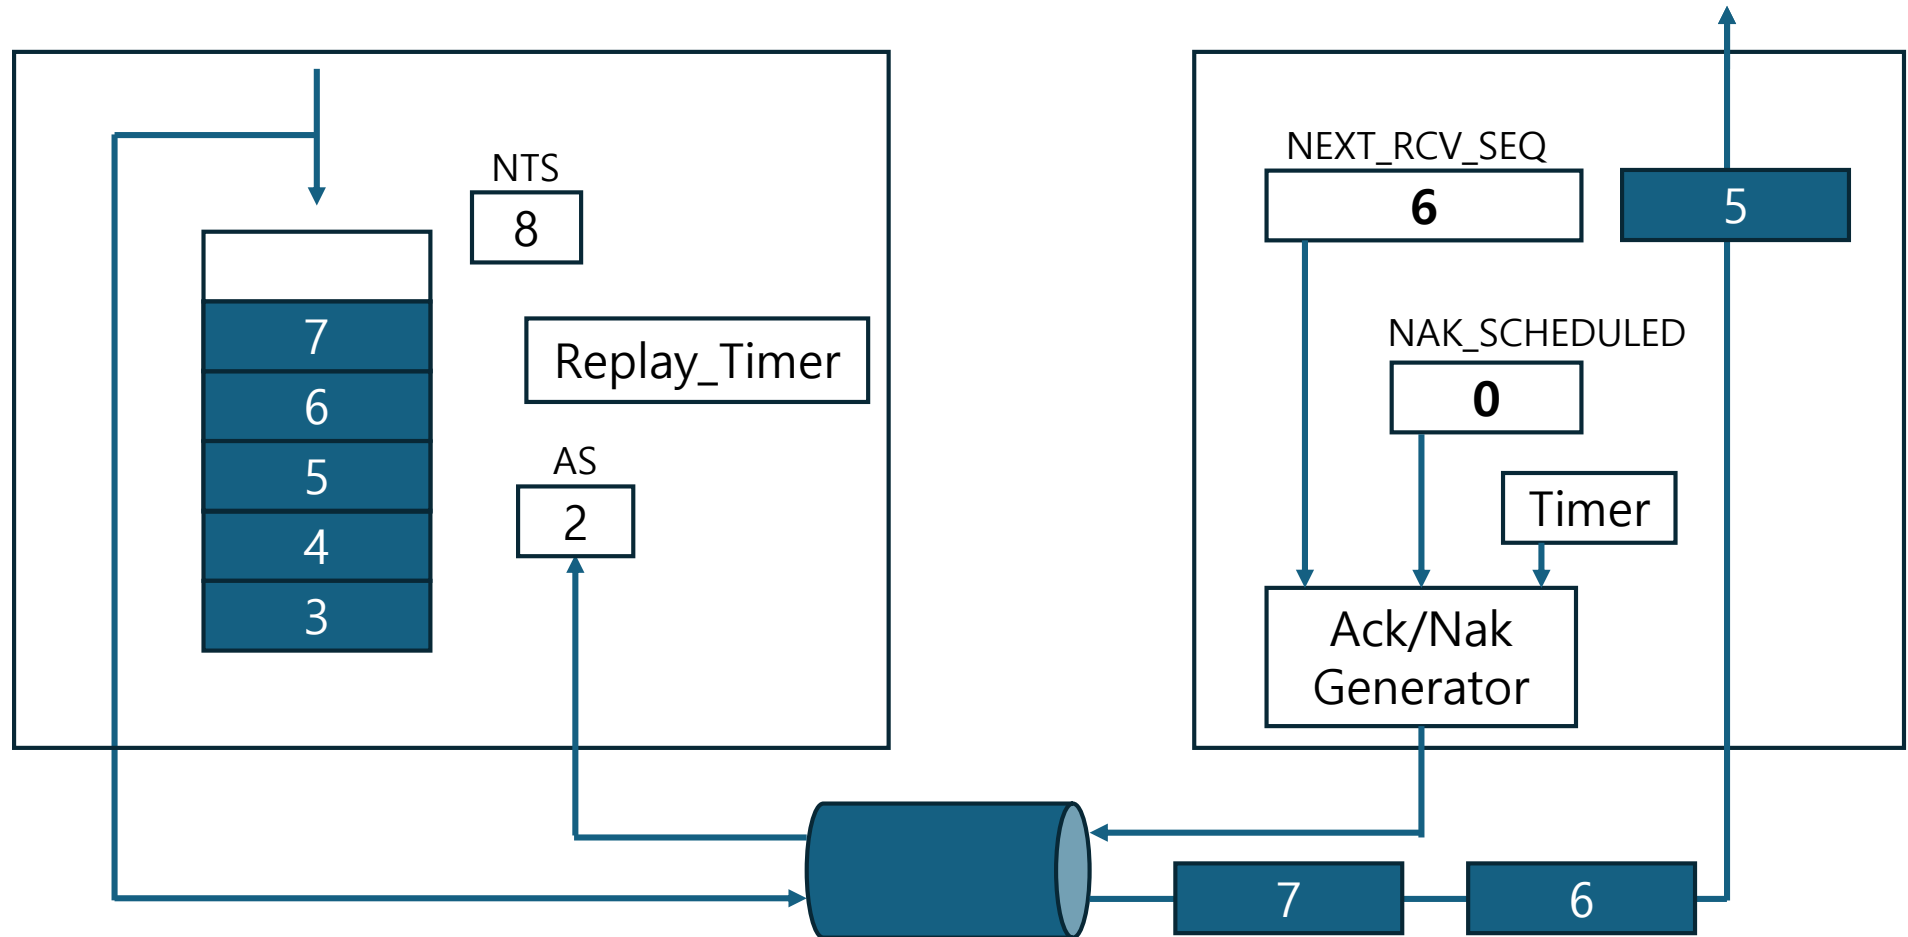 NTS
8
7
6
5
4
3
Replay_Timer
AS
2
NEXT_RCV_SEQ
6
5
NAK_SCHEDULED
0
Timer
Ack/Nak
Generator
7
6